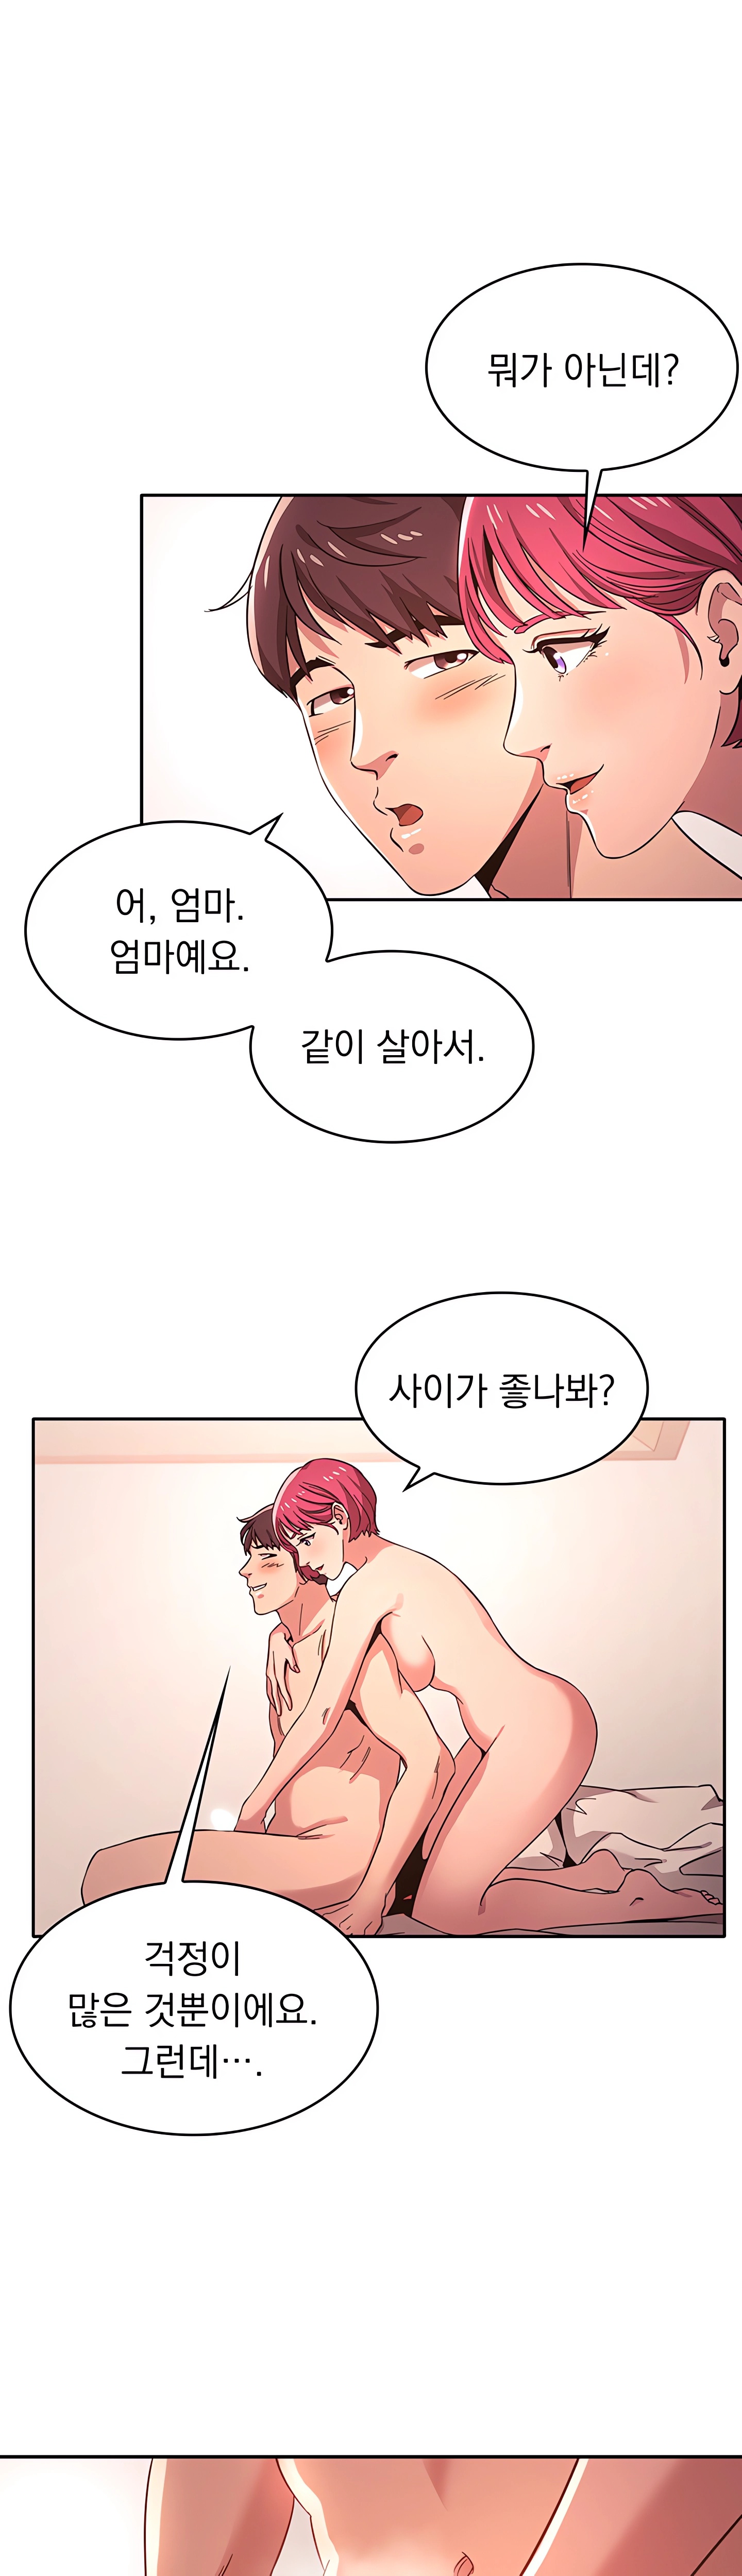 뭐가 아닌데?
어, 엄마.
엄마예요.
같이 살아서.
사이가 좋나봐?
걱정이
많은 것뿐이에요.
그런데….